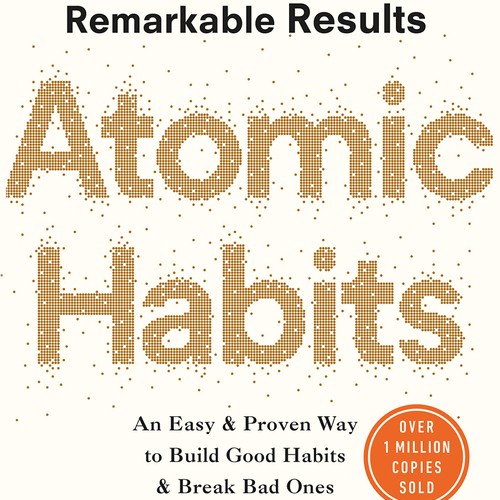 Remarkable Results
Atomic
Habits
An Easy & Proven Way
to Build Good Habits
& Break Bad Ones
OVER
1 MILLION
COPIES
SOLD